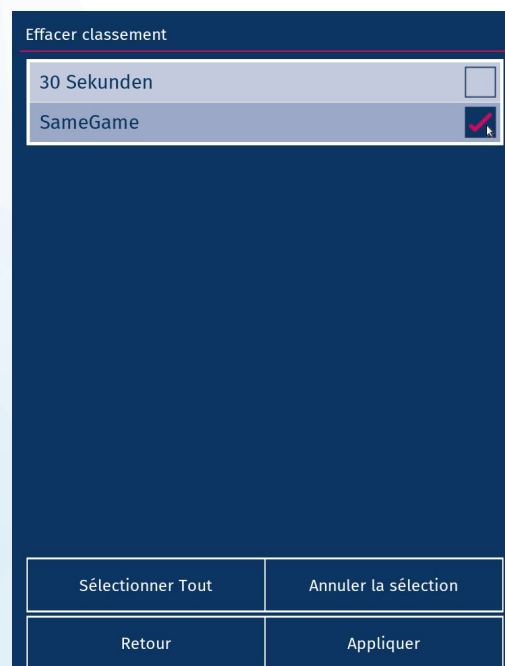 Effacer classement
30 Sekunden
SameGame
Sélectionner Tout
Annuler la sélection
Retour
Appliquer